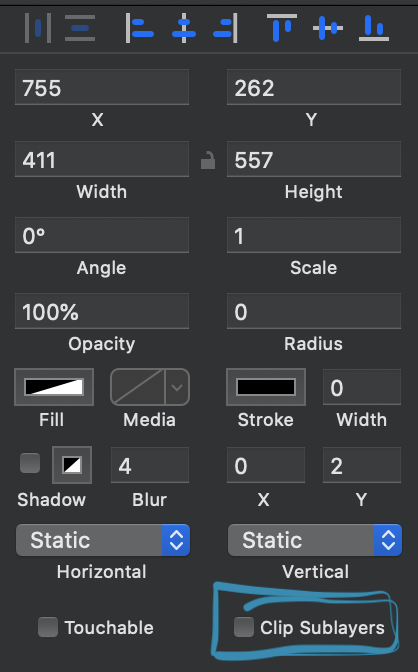 755 262
X Y
411 557
Width Height
0° 1
Angle Scale
100% 0
Opacity Radius
0
Fill Media Stroke Width
4 0 2
Shadow Blur X Y
Static Static
Horizontal Vertical
Touchable Clip Sublayers